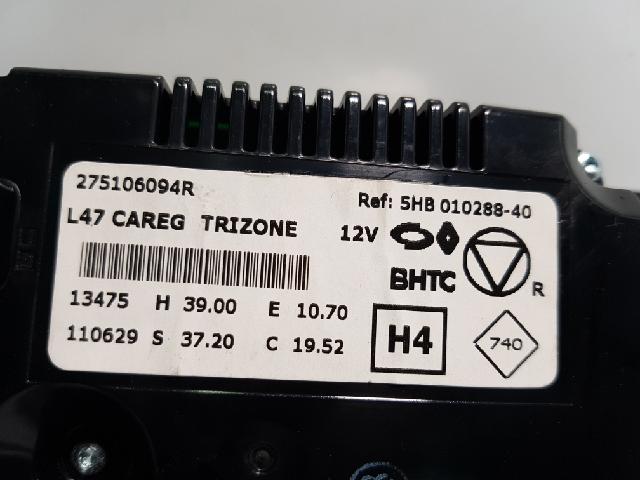 275106094R
Ref: 5HB 010288-40
L47 CAREG TRIZONE
12V
BHTC
R
13475 H 39.00 E 10.70
110629 S 37.20 C 19.52
H4
740